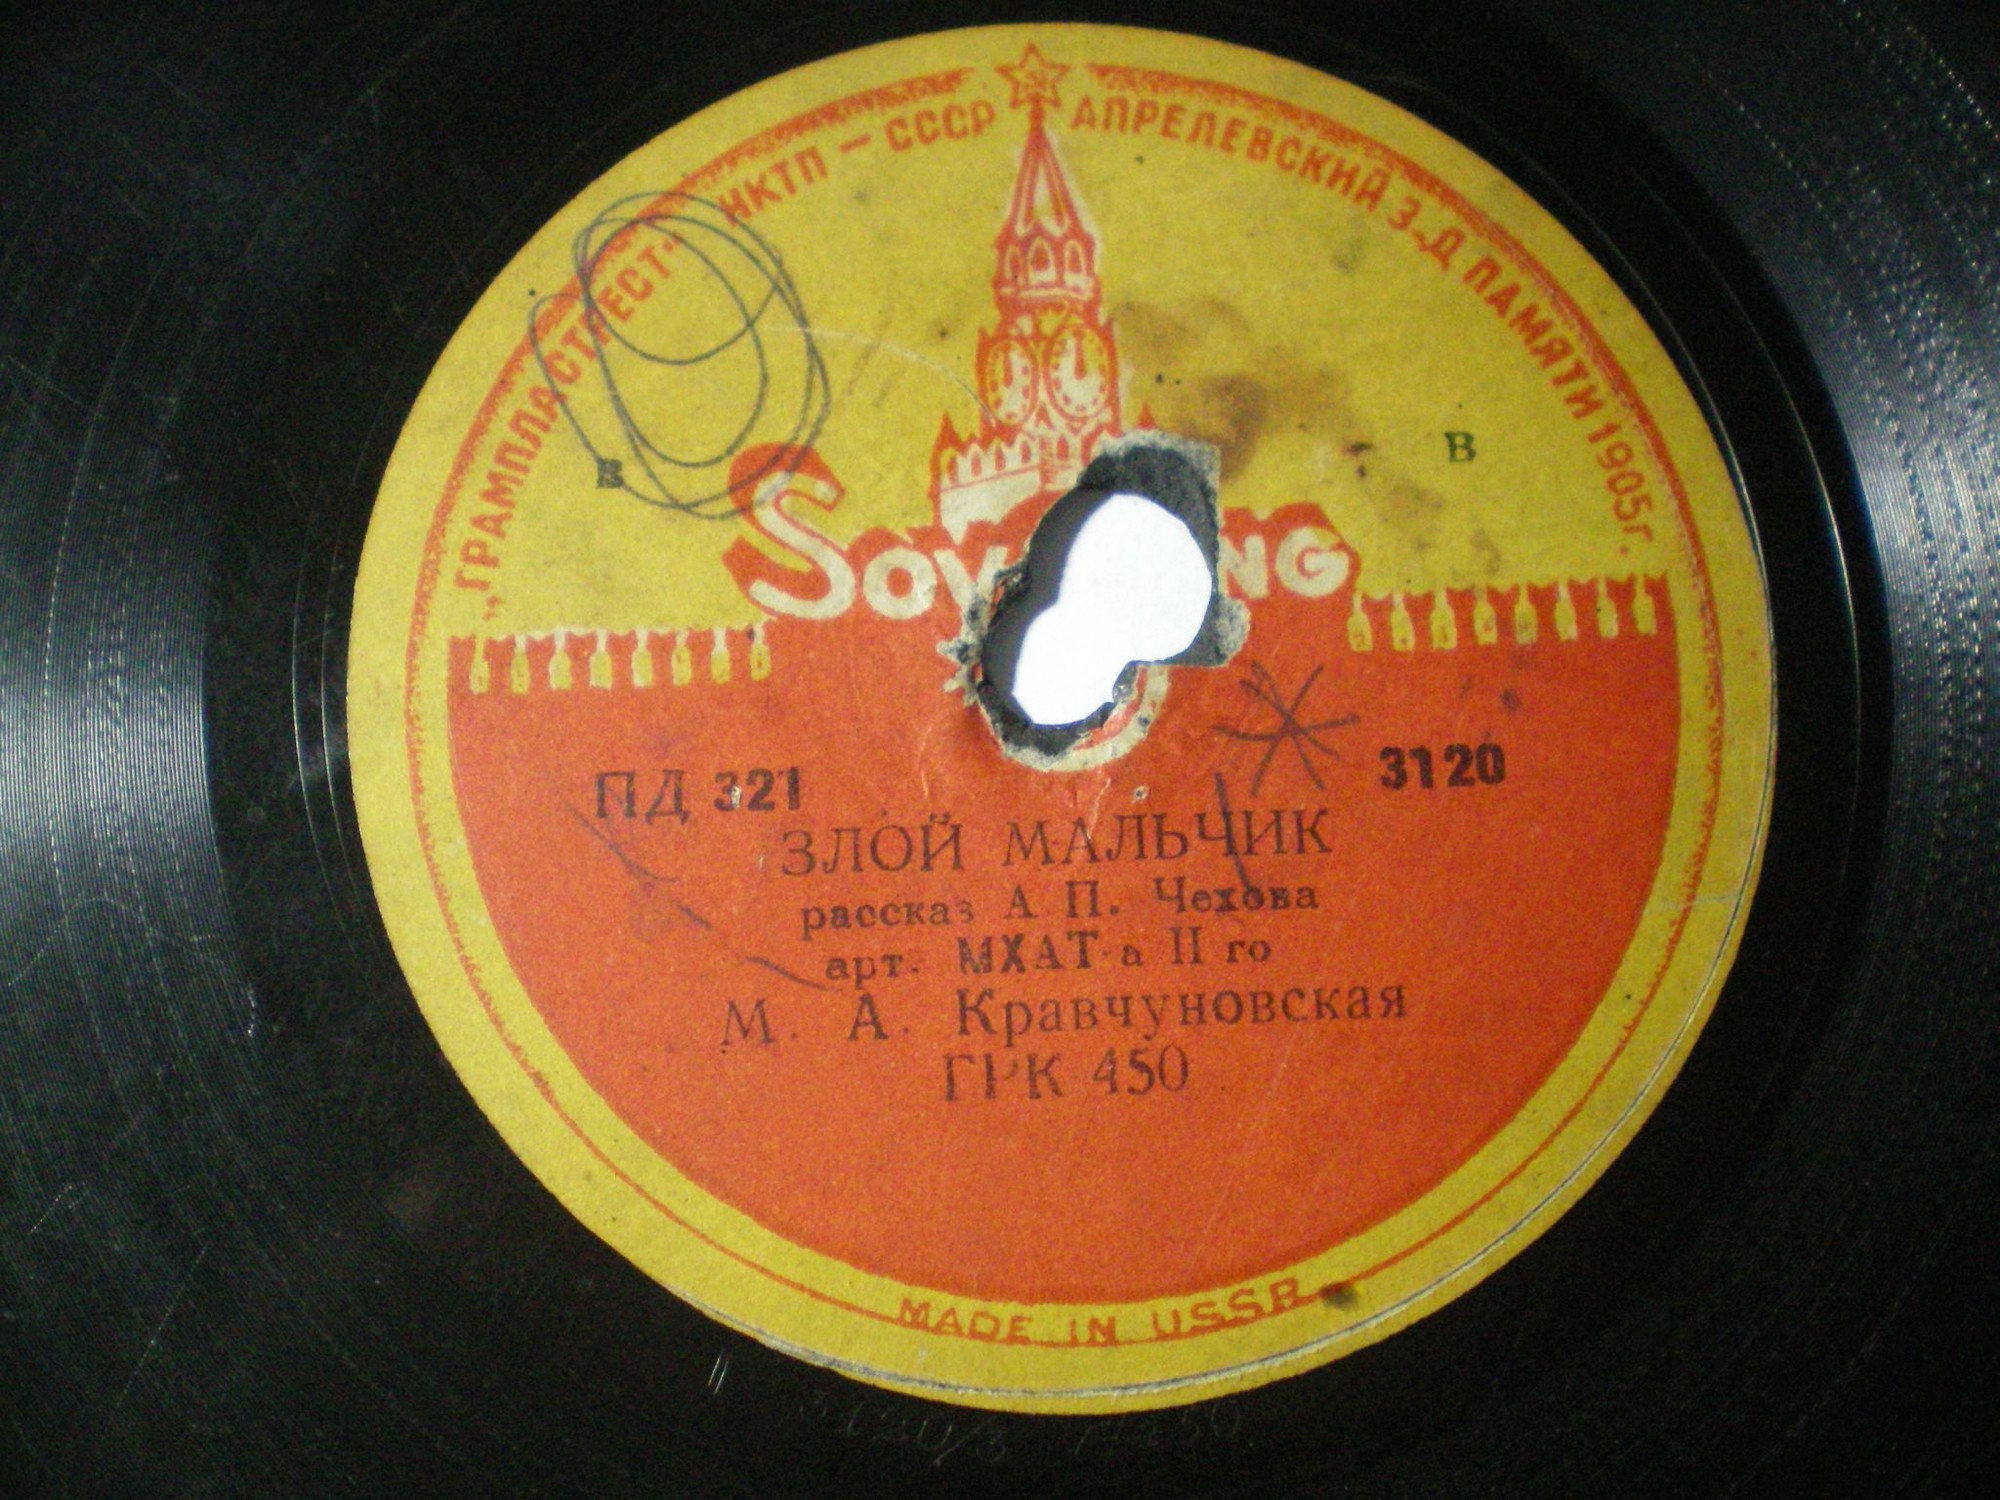 „ГРАМПЛАСТТРЕСТ“ НКТП – СССР АПРЕЛЕВСКИЙ З-Д ПАМЯТИ 1905г.
В В
ПД 321 3120
ЗЛОЙ МАЛЬЧИК
рассказ А П. Чехова
арт. МХАТ-а II го
М. А. Кравчуновская
ГРК 450
MADE IN USSR